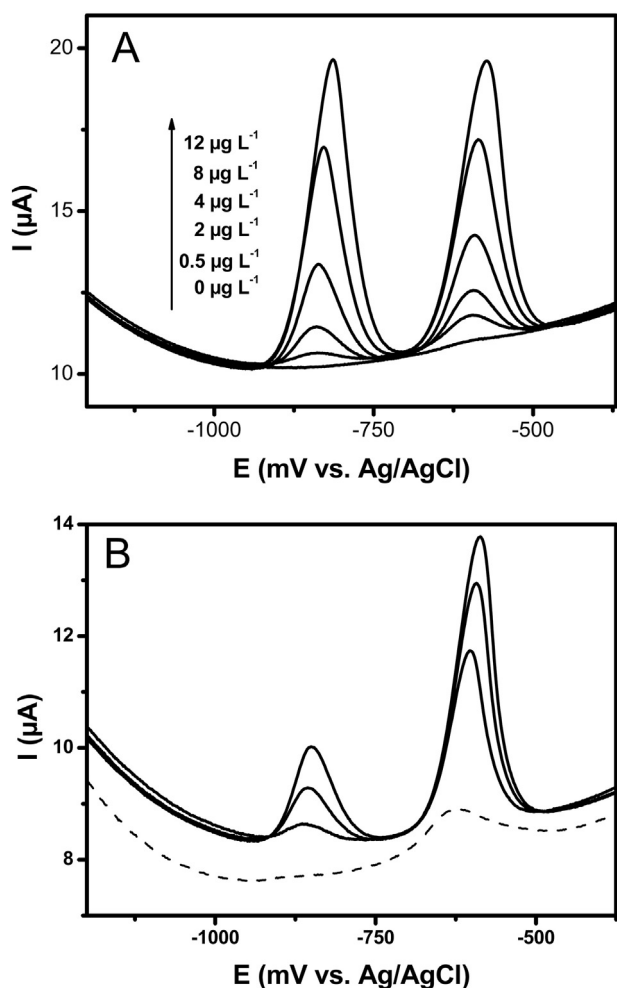 A
20
15
10
I (µA)
12 µg L⁻¹
8 µg L⁻¹
4 µg L⁻¹
2 µg L⁻¹
0.5 µg L⁻¹
0 µg L⁻¹
-1000 -750 -500
E (mV vs. Ag/AgCl)
B
14
12
10
8
I (µA)
-1000 -750 -500
E (mV vs. Ag/AgCl)